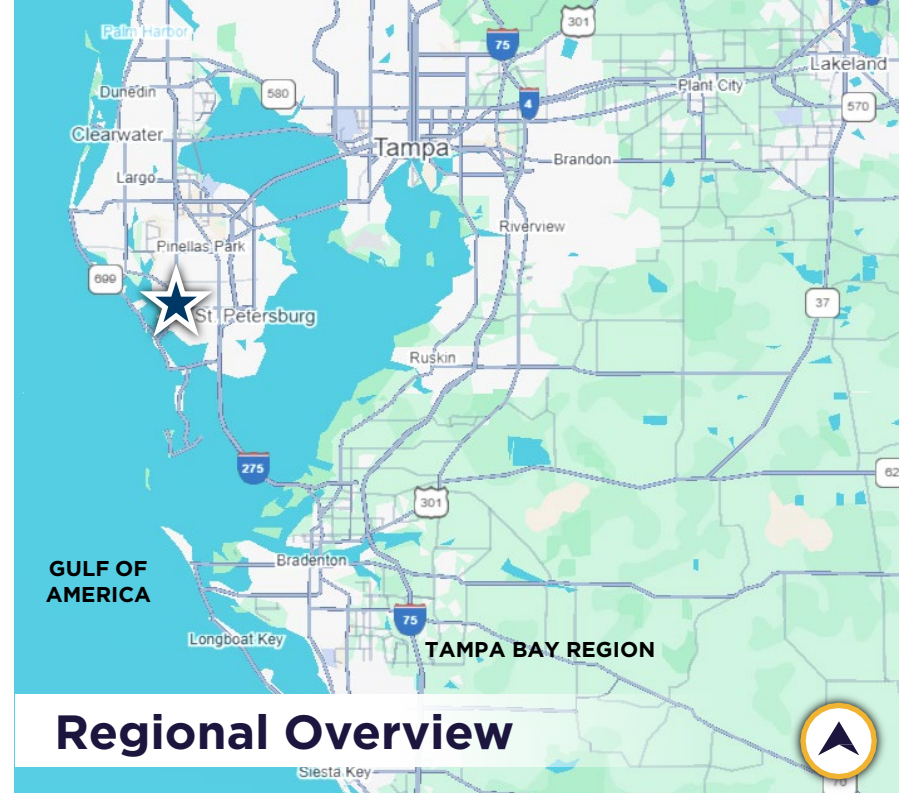 301
Palm Harbor
75
Lakeland
Plant City
Dunedin
580
4
570
Clearwater
Tampa
Brandon
Largo
Riverview
Pinellas Park
699
37
St. Petersburg
Ruskin
275
62
301
Bradenton
GULF OF
AMERICA
75
Longboat Key
TAMPA BAY REGION
Regional Overview
Siesta Key
70